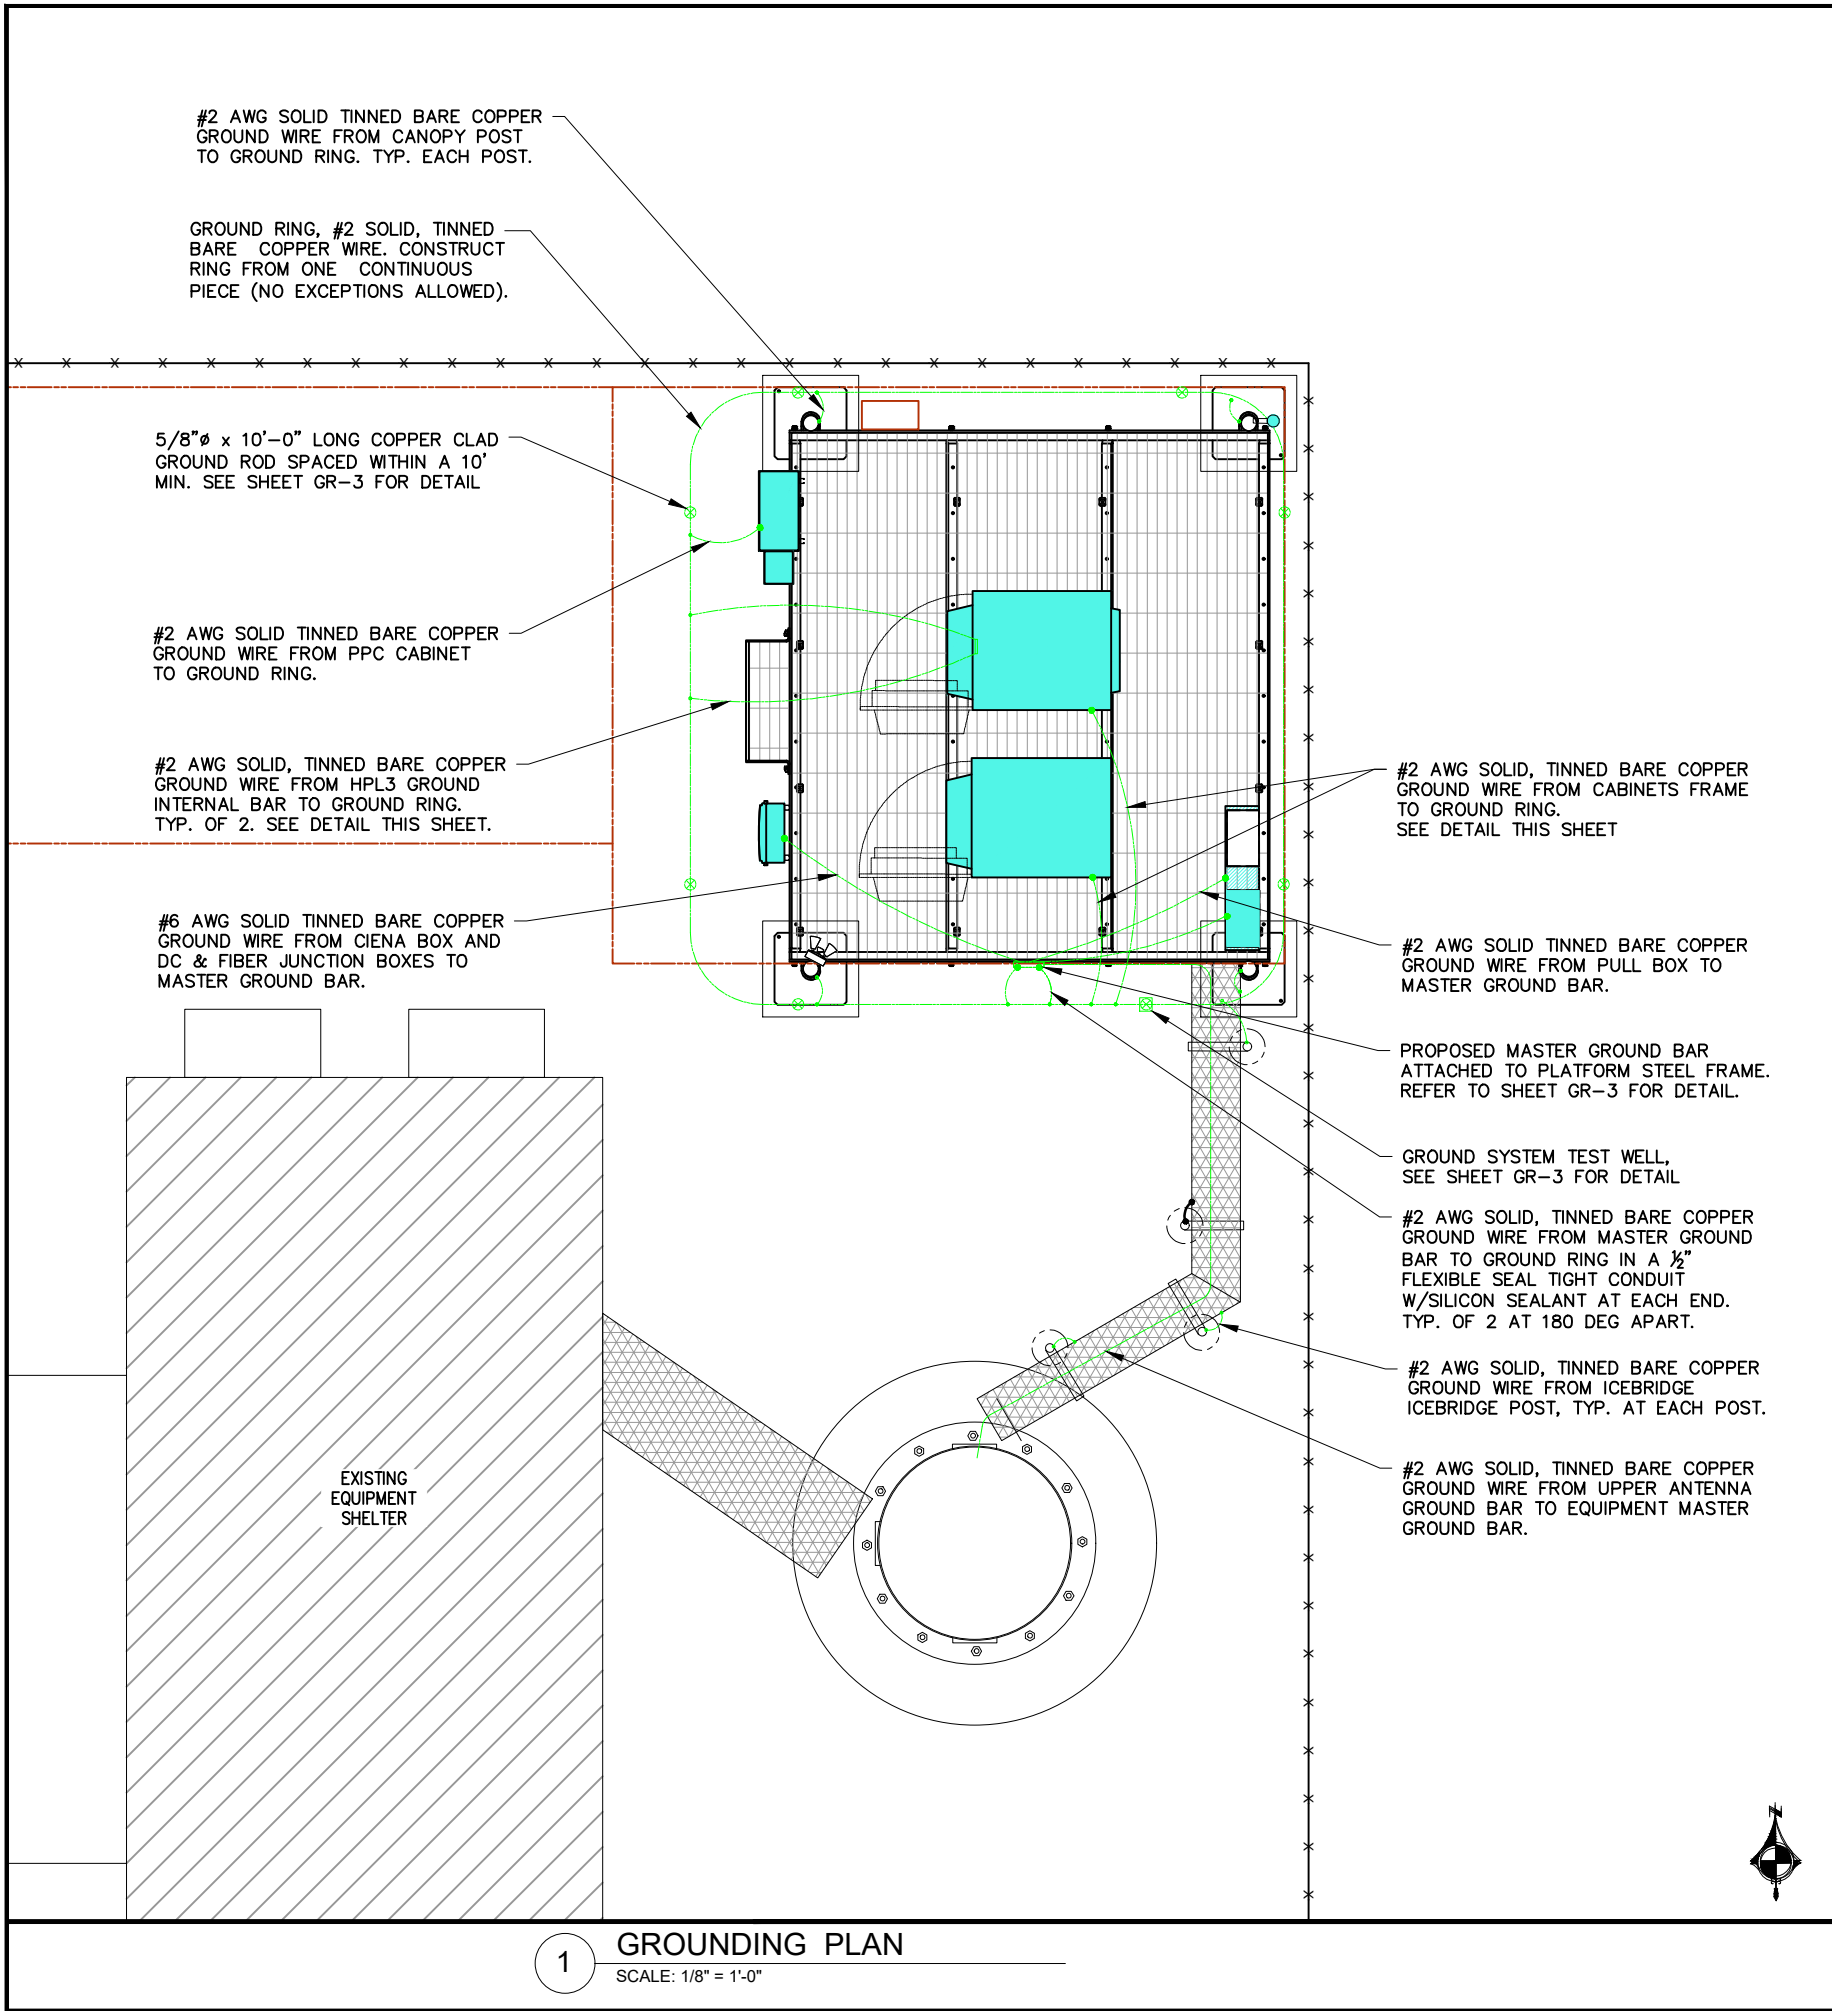 #2 AWG SOLID TINNED BARE COPPER
GROUND WIRE FROM CANOPY POST
TO GROUND RING. TYP. EACH POST.
GROUND RING, #2 SOLID, TINNED
BARE COPPER WIRE. CONSTRUCT
RING FROM ONE CONTINUOUS
PIECE (NO EXCEPTIONS ALLOWED).
5/8"ø x 10'-0" LONG COPPER CLAD
GROUND ROD SPACED WITHIN A 10'
MIN. SEE SHEET GR-3 FOR DETAIL
#2 AWG SOLID TINNED BARE COPPER
GROUND WIRE FROM PPC CABINET
TO GROUND RING.
#2 AWG SOLID, TINNED BARE COPPER
GROUND WIRE FROM HPL3 GROUND
INTERNAL BAR TO GROUND RING.
TYP. OF 2. SEE DETAIL THIS SHEET.
#6 AWG SOLID TINNED BARE COPPER
GROUND WIRE FROM CIENA BOX AND
DC & FIBER JUNCTION BOXES TO
MASTER GROUND BAR.
#2 AWG SOLID, TINNED BARE COPPER
GROUND WIRE FROM CABINETS FRAME
TO GROUND RING.
SEE DETAIL THIS SHEET
#2 AWG SOLID TINNED BARE COPPER
GROUND WIRE FROM PULL BOX TO
MASTER GROUND BAR.
PROPOSED MASTER GROUND BAR
ATTACHED TO PLATFORM STEEL FRAME.
REFER TO SHEET GR-3 FOR DETAIL.
GROUND SYSTEM TEST WELL,
SEE SHEET GR-3 FOR DETAIL
#2 AWG SOLID, TINNED BARE COPPER
GROUND WIRE FROM MASTER GROUND
BAR TO GROUND RING IN A ½"
FLEXIBLE SEAL TIGHT CONDUIT
W/SILICON SEALANT AT EACH END.
TYP. OF 2 AT 180 DEG APART.
#2 AWG SOLID, TINNED BARE COPPER
GROUND WIRE FROM ICEBRIDGE
ICEBRIDGE POST, TYP. AT EACH POST.
#2 AWG SOLID, TINNED BARE COPPER
GROUND WIRE FROM UPPER ANTENNA
GROUND BAR TO EQUIPMENT MASTER
GROUND BAR.
EXISTING
EQUIPMENT
SHELTER
N
1
GROUNDING PLAN
SCALE: 1/8" = 1'-0"